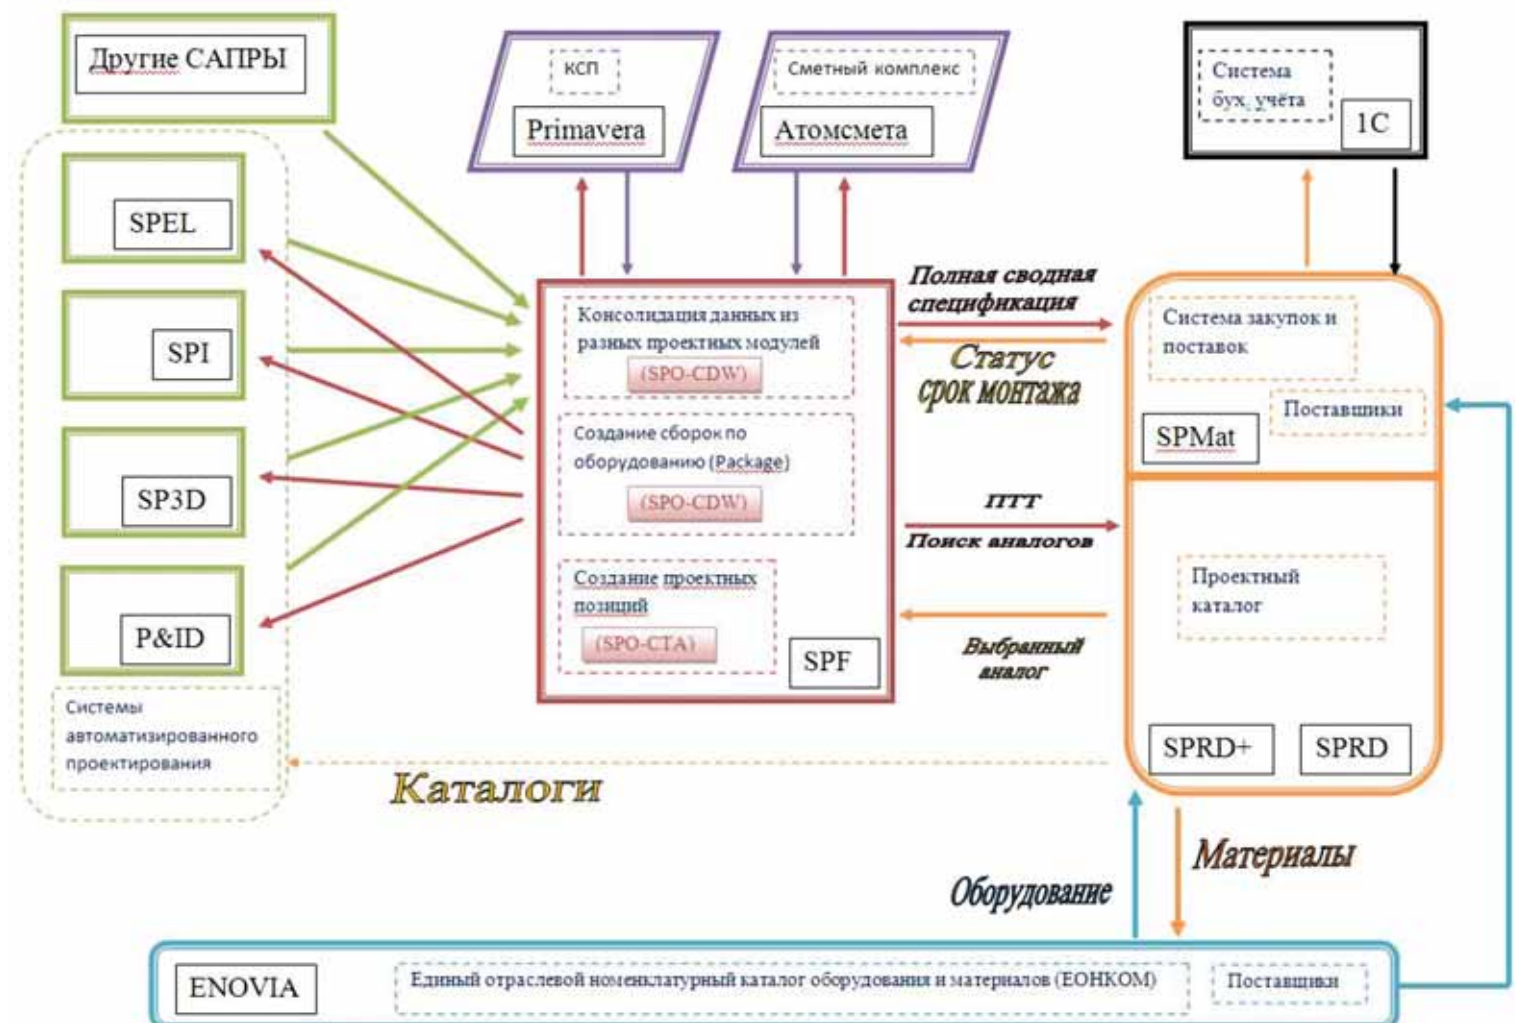 Другие САПРЫ
SPEL
SPI
SP3D
P&ID
Системы
автоматизированного
проектирования
КСП
Primavera
Сметный комплекс
Атомсмета
Система
бух. учёта
1С
Консолидация данных из
разных проектных модулей
(SPO-CDW)
Создание сборок по
оборудованию (Package)
(SPO-CDW)
Создание проектных
позиций
(SPO-CTA)
SPF
Полная сводная
спецификация
Статус
срок монтажа
ПТТ
Поиск аналогов
Выбранный
аналог
Каталоги
Система закупок и
поставок
Поставщики
SPMat
Проектный
каталог
SPRD+
SPRD
Оборудование
Материалы
ENOVIA
Единый отраслевой номенклатурный каталог оборудования и материалов (ЕОНКОМ)
Поставщики